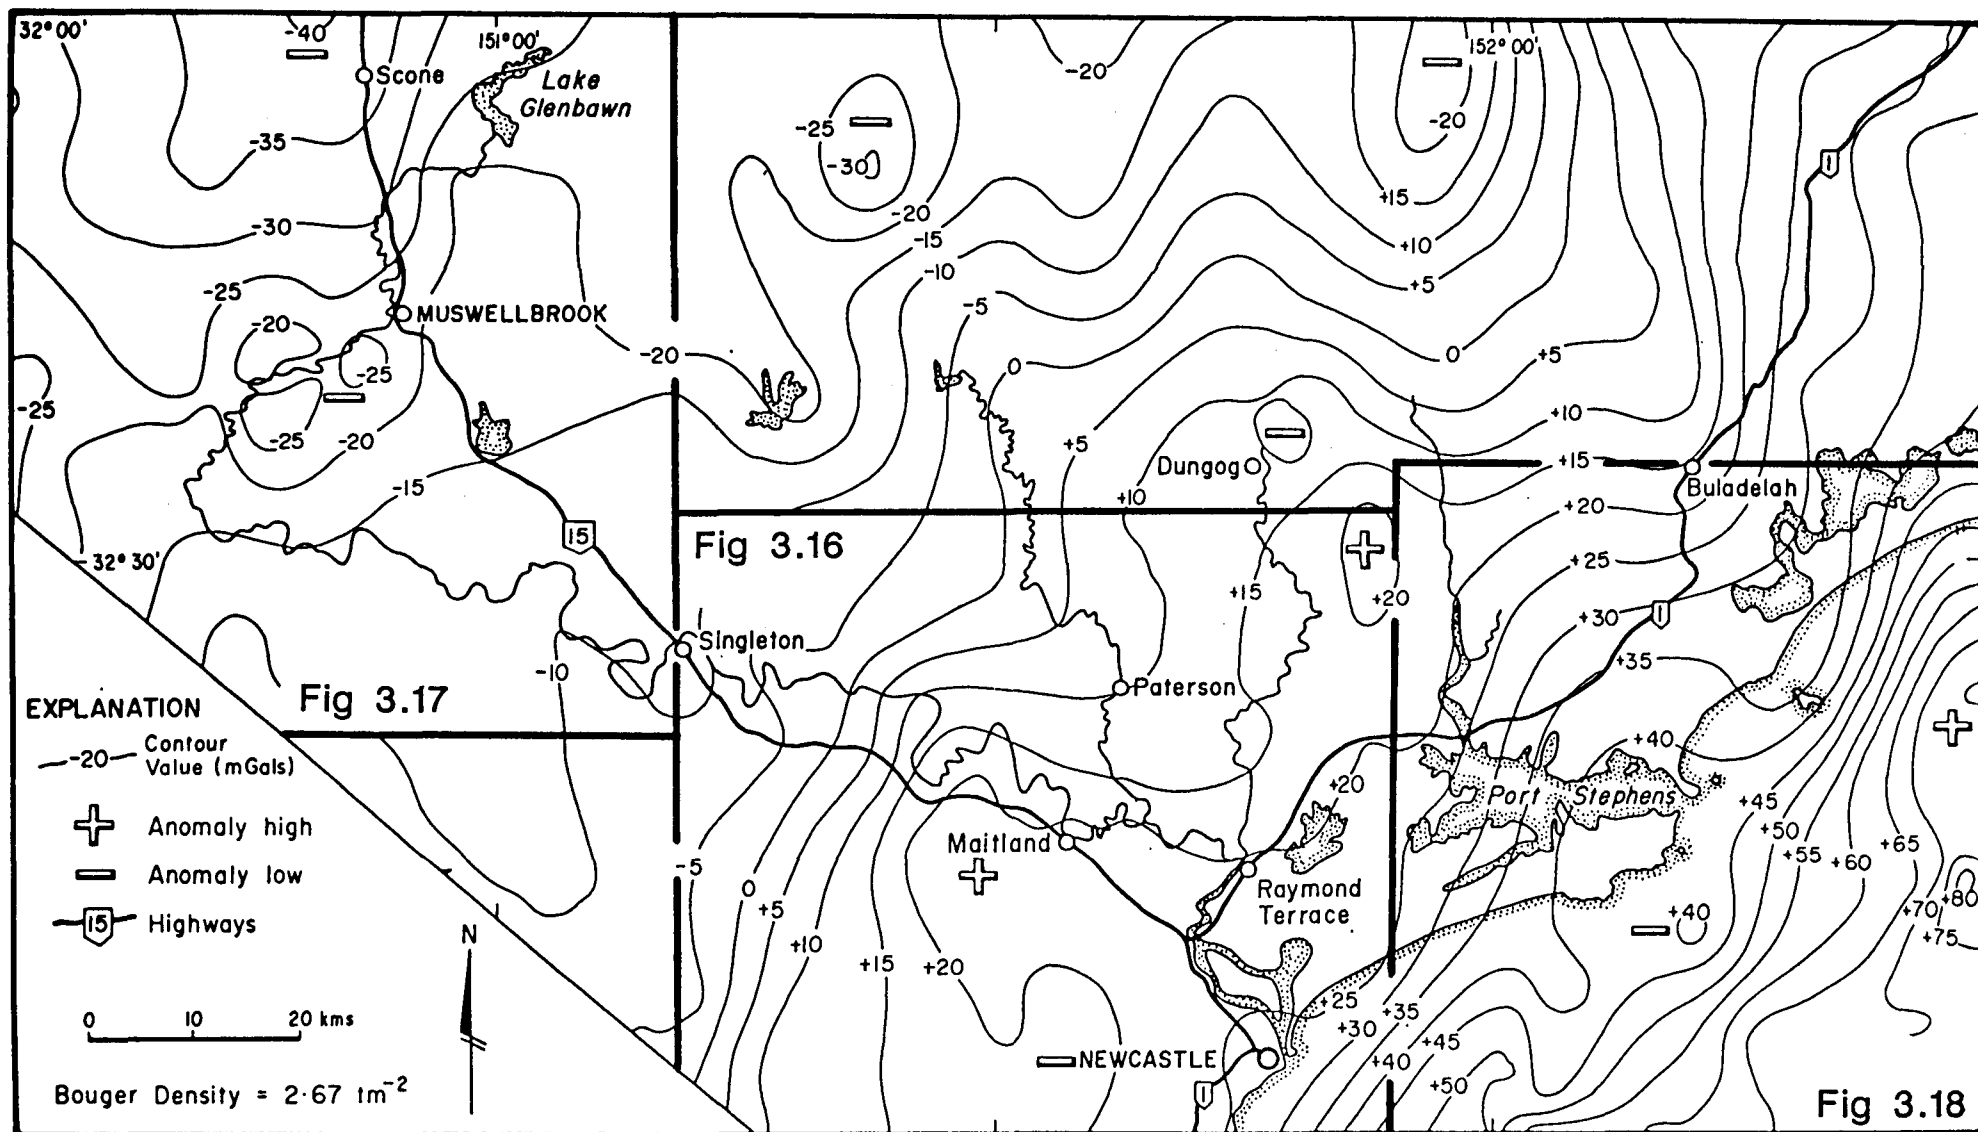 32°00'
-40
151°00'
152°00'
Scone
Lake
Glenbawn
-20
-25
-30
-20
-35
1
+15
-20
-30
-15
+10
-10
+5
-25
-5
MUSWELLBROOK
-20
-20
0
+5
-25
0
-25
+10
-25
-20
+5
Dungog
+15
-15
+10
Buladelah
+20
15
Fig 3.16
32°30'
+25
+15
+20
1
+30
Singleton
+35
-10
Fig 3.17
Paterson
EXPLANATION
-20
Contour
Value (mGals)
+40
+20
Port Stephens
+45
Anomaly high
+50
Maitland
+55
+60
+65
Anomaly low
-5
0
Raymond
Terrace
+80
+5
+40
+70
15
Highways
+75
N
+10
+15
+20
+25
+35
0
10
20 kms
+30
+45
NEWCASTLE
+40
+50
1
Bouger Density = 2·67 tm-2
Fig 3.18